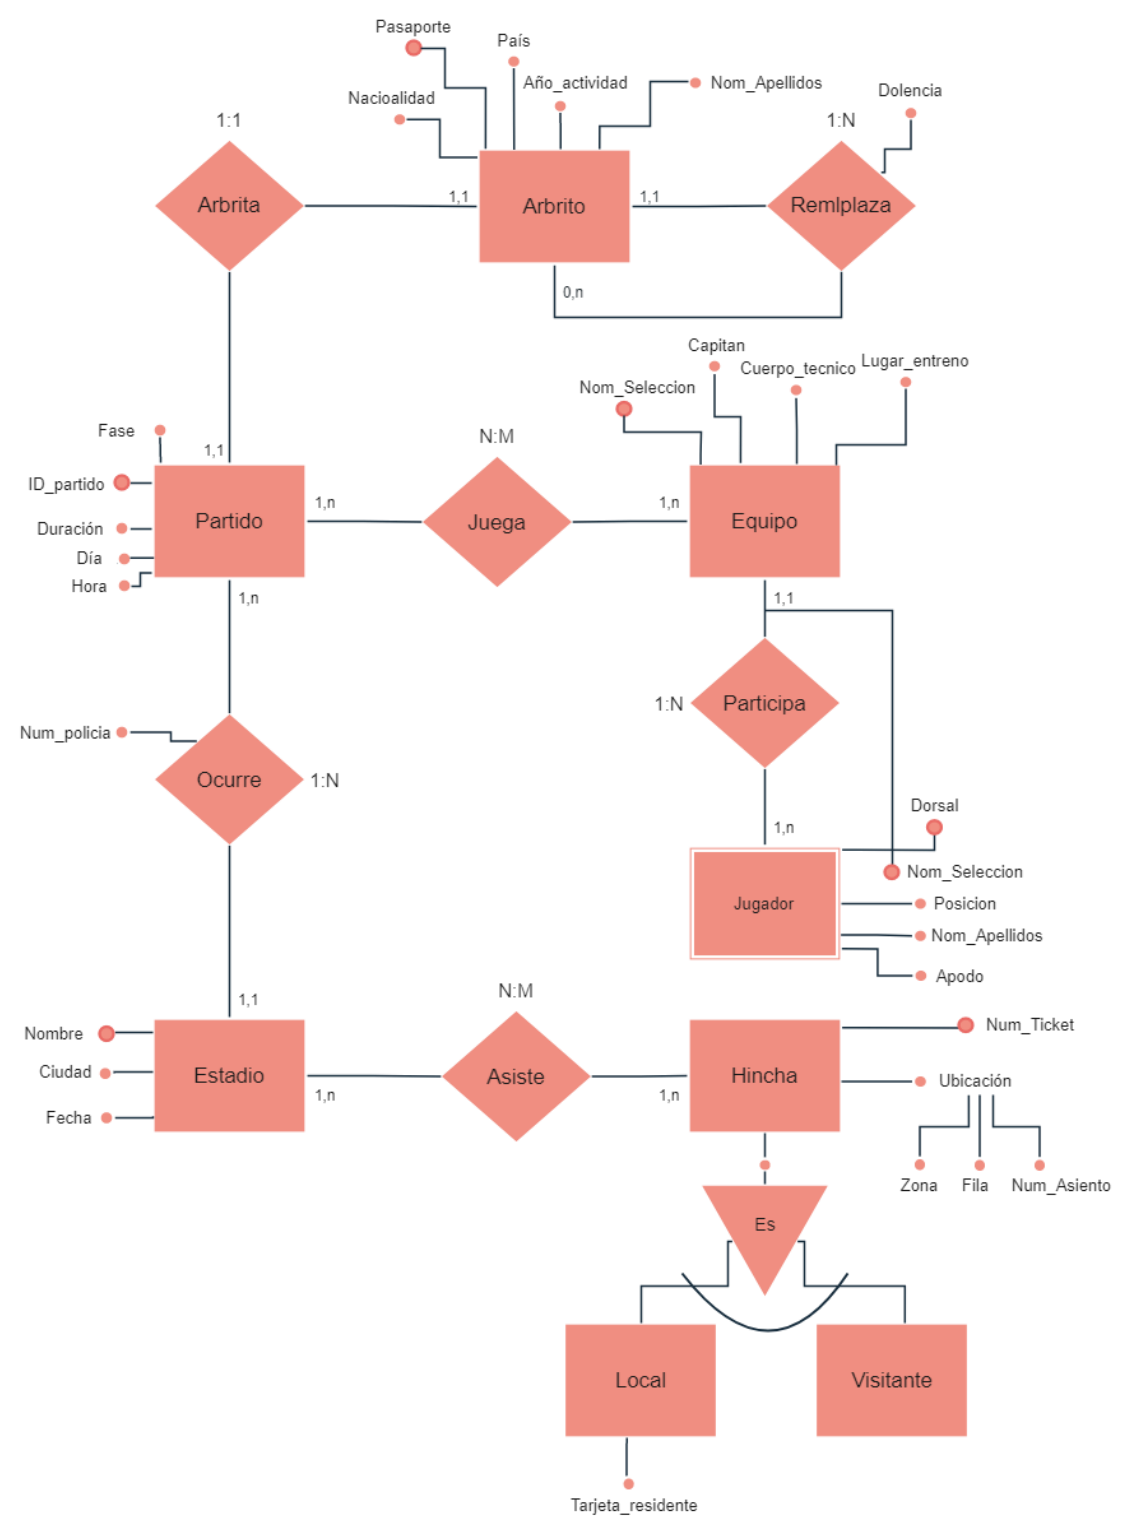 Pasaporte
País
Año_actividad
Nom_Apellidos
Dolencia
Nacioalidad
1:1
1:N
Arbrita
1,1
Arbrito
1,1
Remlplaza
0,n
Capitan
Cuerpo_tecnico
Lugar_entreno
Nom_Seleccion
Fase
N:M
1,1
ID_partido
Partido
1,n
Juega
1,n
Equipo
Duración
Día
Hora
1,n
1,1
Num_policia
1:N
Participa
Ocurre
1:N
Dorsal
1,n
Nom_Seleccion
Jugador
Posicion
Nom_Apellidos
Apodo
1,1
N:M
Nombre
Num_Ticket
Ciudad
Estadio
Asiste
Hincha
Ubicación
1,n
1,n
Fecha
Zona
Fila
Num_Asiento
Es
Local
Visitante
Tarjeta_residente